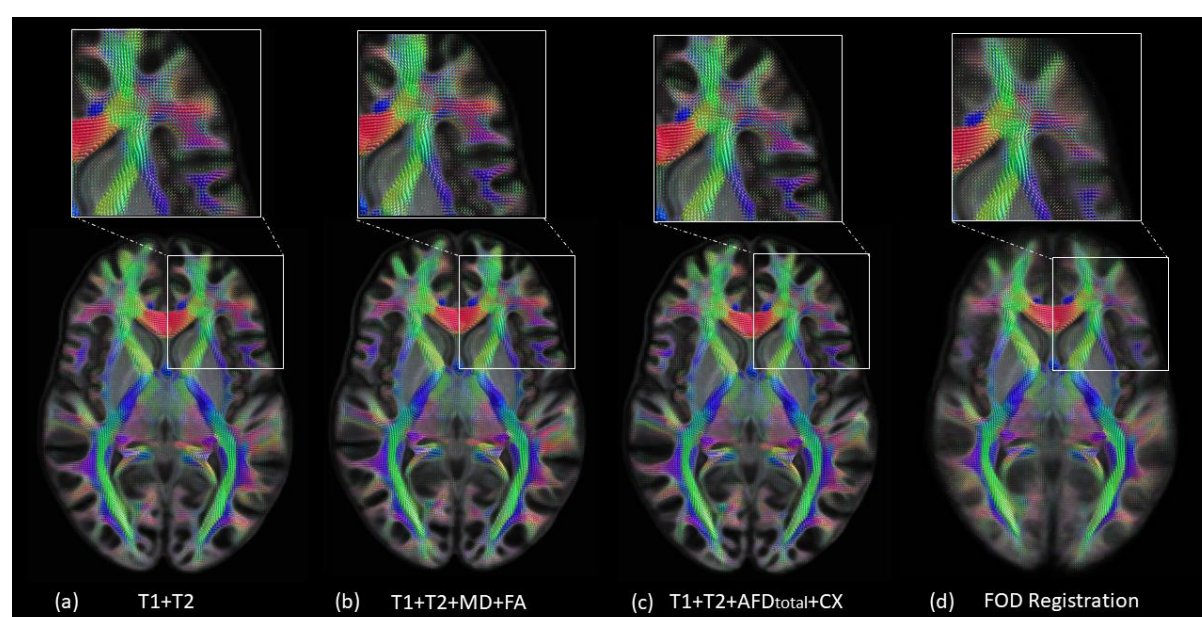 (a) T1+T2
(b) T1+T2+MD+FA
(c) T1+T2+AFDtotal+CX
(d) FOD Registration